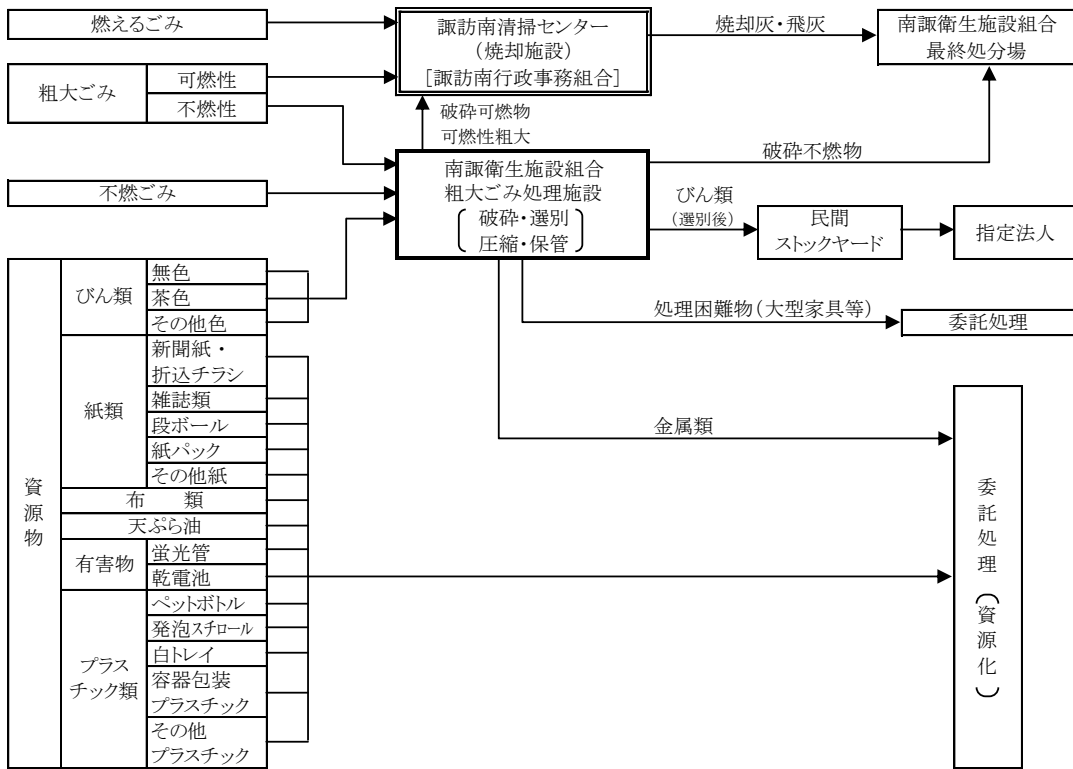 燃えるごみ
粗大ごみ
可燃性
不燃性
不燃ごみ
諏訪南清掃センター
(焼却施設)
[諏訪南行政事務組合]
焼却灰・飛灰
南諏衛生施設組合
最終処分場
破砕可燃物
可燃性粗大
南諏衛生施設組合
粗大ごみ処理施設
破砕・選別
圧縮・保管
破砕不燃物
びん類
(選別後)
民間
ストックヤード
指定法人
処理困難物(大型家具等)
委託処理
金属類
委託処理(資源化)
資源物
びん類
無色
茶色
その他色
紙類
新聞紙・
折込チラシ
雑誌類
段ボール
紙パック
その他紙
布 類
天ぷら油
有害物
蛍光管
乾電池
プラス
チック類
ペットボトル
発泡スチロール
白トレイ
容器包装
プラスチック
その他
プラスチック